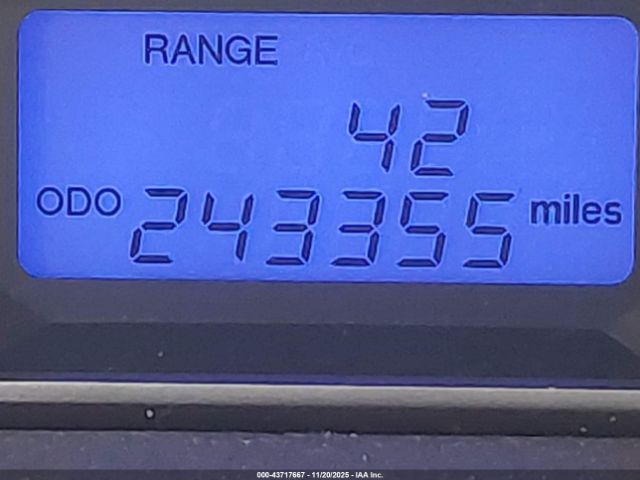 RANGE
42
ODO 243355 miles
000-43717667 - 11/20/2025 - IAA Inc.